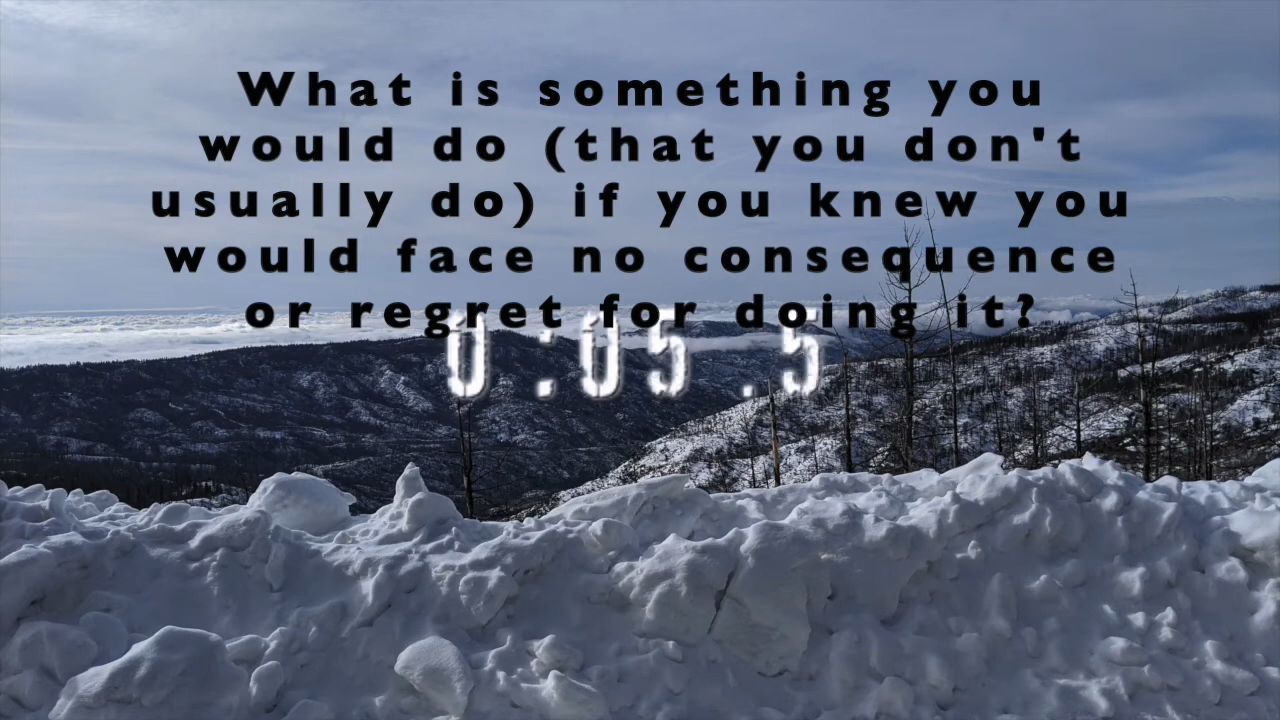 What is something you
would do (that you don't
usually do) if you knew you
would face no consequence
or regret for doing it?
0:05.5